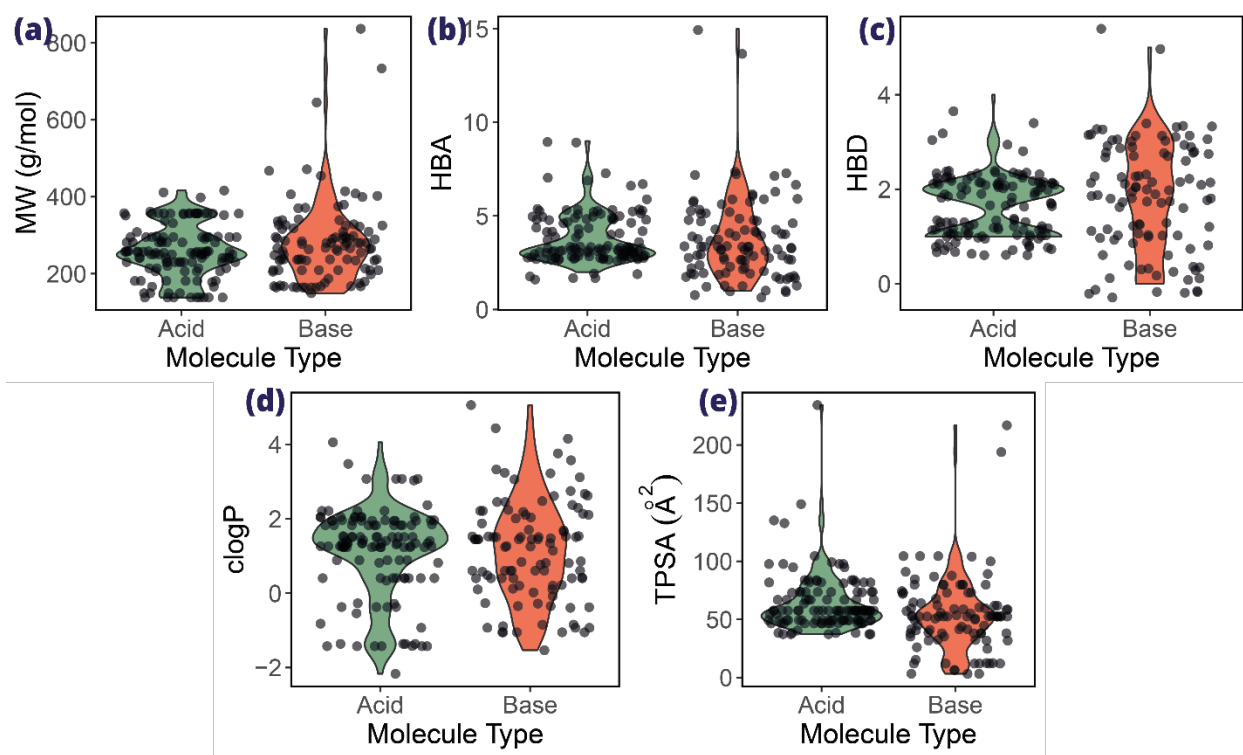 (a)
MW (g/mol)
800
600
400
200
Acid Base
Molecule Type
(b)
HBA
15
10
5
0
Acid Base
Molecule Type
(c)
HBD
4
2
0
Acid Base
Molecule Type
(d)
clogP
4
2
0
−2
Acid Base
Molecule Type
(e)
TPSA (Å²)
200
150
100
50
0
Acid Base
Molecule Type